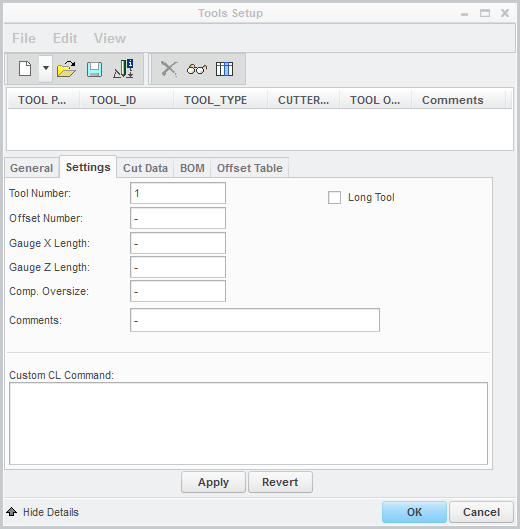 Tools Setup
File Edit View
TOOL P... TOOL_ID TOOL_TYPE CUTTER... TOOL O... Comments
General Settings Cut Data BOM Offset Table
Tool Number: 1 Long Tool
Offset Number: -
Gauge X Length: -
Gauge Z Length: -
Comp. Oversize: -
Comments: -
Custom CL Command:
Apply Revert
Hide Details OK Cancel